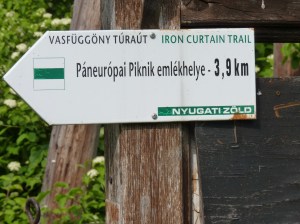 VASFÜGGÖNY TÚRAÚT IRON CURTAIN TRAIL
Páneurópai Piknik emlékhelye - 3,9 km
NYUGATI ZÖLD